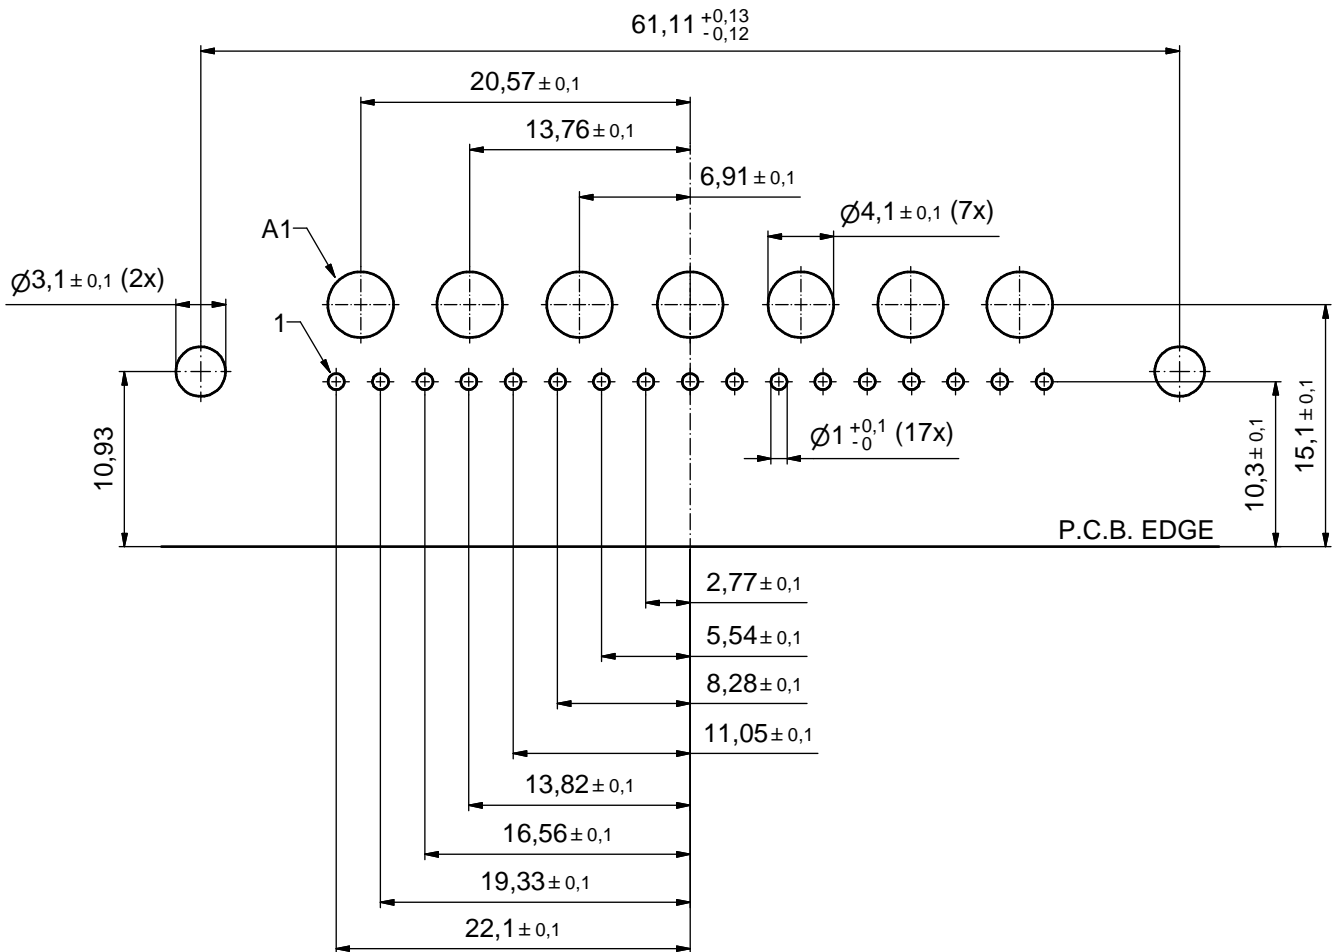 61,11 +0,13 -0,12
20,57 ± 0,1
13,76 ± 0,1
6,91 ± 0,1
Ø4,1 ± 0,1 (7x)
A1
Ø3,1 ± 0,1 (2x)
1
Ø1 +0,1 -0 (17x)
10,93
10,3 ± 0,1
15,1 ± 0,1
P.C.B. EDGE
2,77 ± 0,1
5,54 ± 0,1
8,28 ± 0,1
11,05 ± 0,1
13,82 ± 0,1
16,56 ± 0,1
19,33 ± 0,1
22,1 ± 0,1